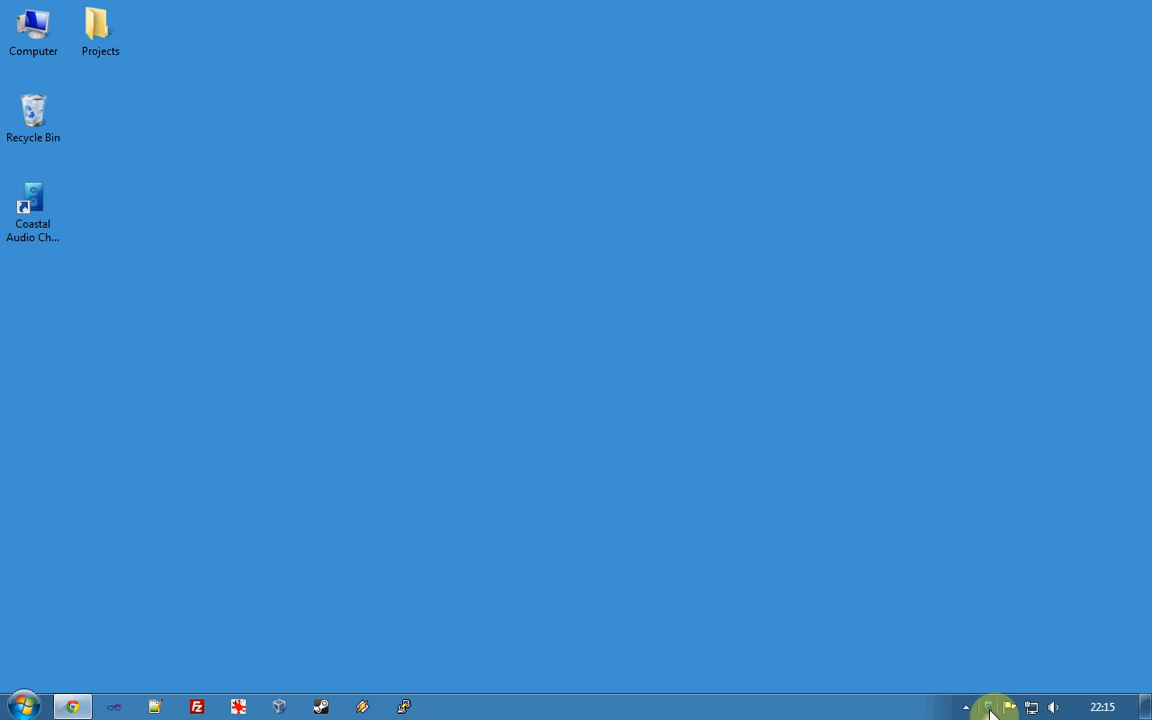 Computer
Projects
Recycle Bin
Coastal
Audio Ch...
22:15